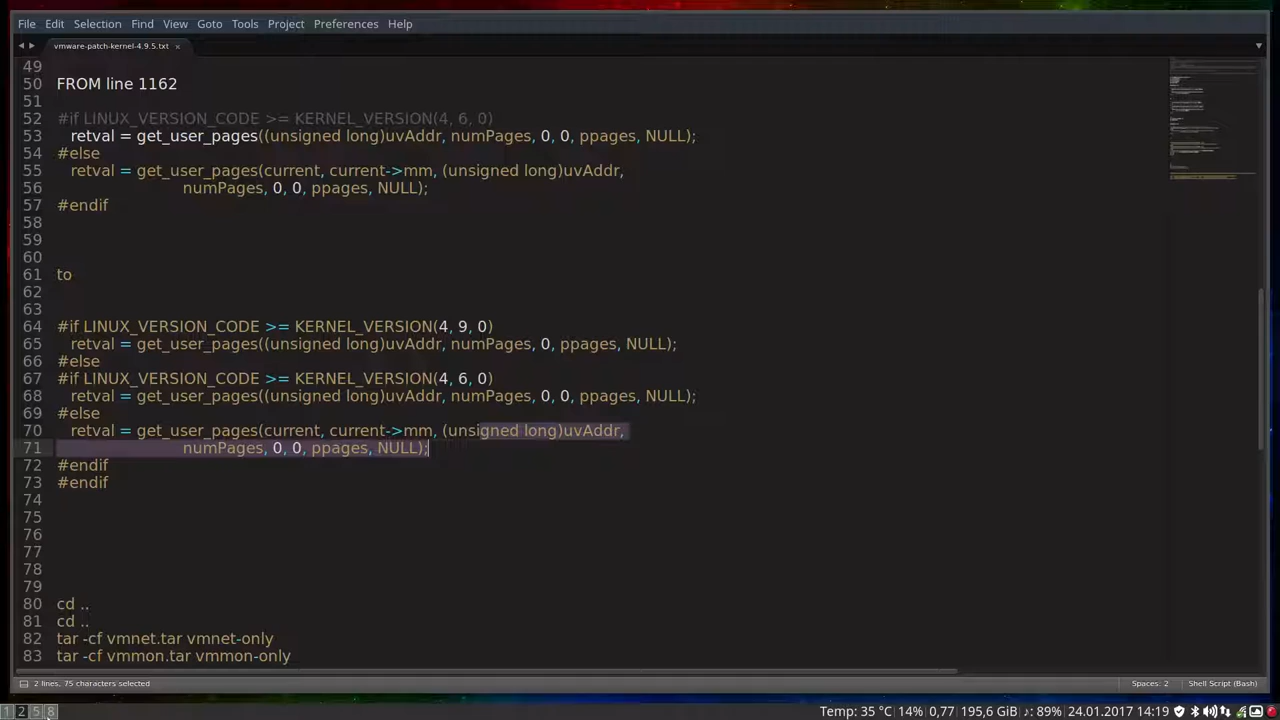 File Edit Selection Find View Goto Tools Project Preferences Help
vmware-patch-kernel-4.9.5.txt ×
49
50 FROM line 1162
51
52 #if LINUX_VERSION_CODE >= KERNEL_VERSION(4, 6, 0)
53 retval = get_user_pages((unsigned long)uvAddr, numPages, 0, 0, ppages, NULL);
54 #else
55 retval = get_user_pages(current, current->mm, (unsigned long)uvAddr,
56 numPages, 0, 0, ppages, NULL);
57 #endif
58
59
60
61 to
62
63
64 #if LINUX_VERSION_CODE >= KERNEL_VERSION(4, 9, 0)
65 retval = get_user_pages((unsigned long)uvAddr, numPages, 0, ppages, NULL);
66 #else
67 #if LINUX_VERSION_CODE >= KERNEL_VERSION(4, 6, 0)
68 retval = get_user_pages((unsigned long)uvAddr, numPages, 0, 0, ppages, NULL);
69 #else
70 retval = get_user_pages(current, current->mm, (unsigned long)uvAddr,
71 numPages, 0, 0, ppages, NULL);
72 #endif
73 #endif
74
75
76
77
78
79
80 cd ..
81 cd ..
82 tar -cf vmnet.tar vmnet-only
83 tar -cf vmmon.tar vmmon-only
2 lines, 75 characters selected Spaces: 2 Shell Script (Bash)
1 2 5 8 Temp: 35 °C | 14% | 0,77 | 195,6 GiB | ♪: 89% | 24.01.2017 14:19